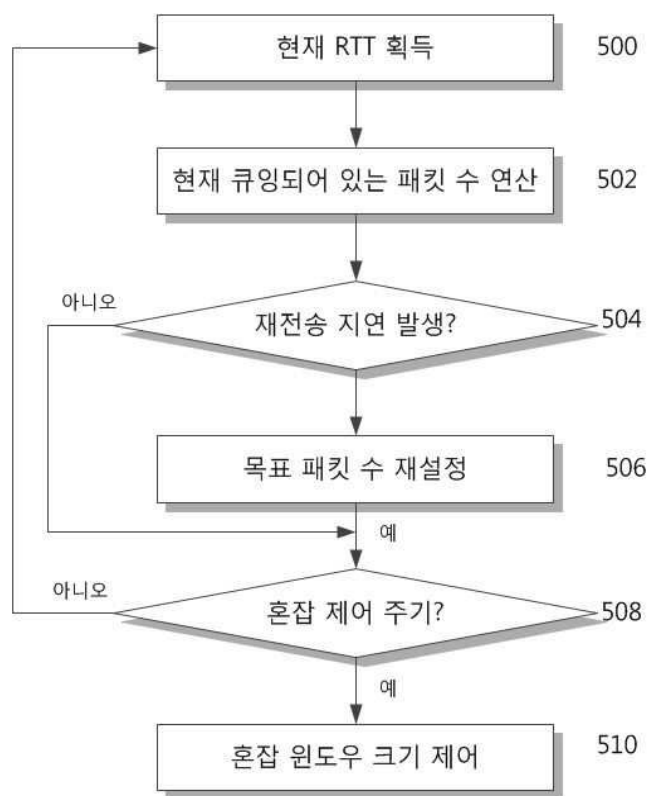 현재 RTT 획득 500
현재 큐잉되어 있는 패킷 수 연산 502
아니오
재전송 지연 발생? 504
목표 패킷 수 재설정 506
예
아니오
혼잡 제어 주기? 508
예
혼잡 윈도우 크기 제어 510